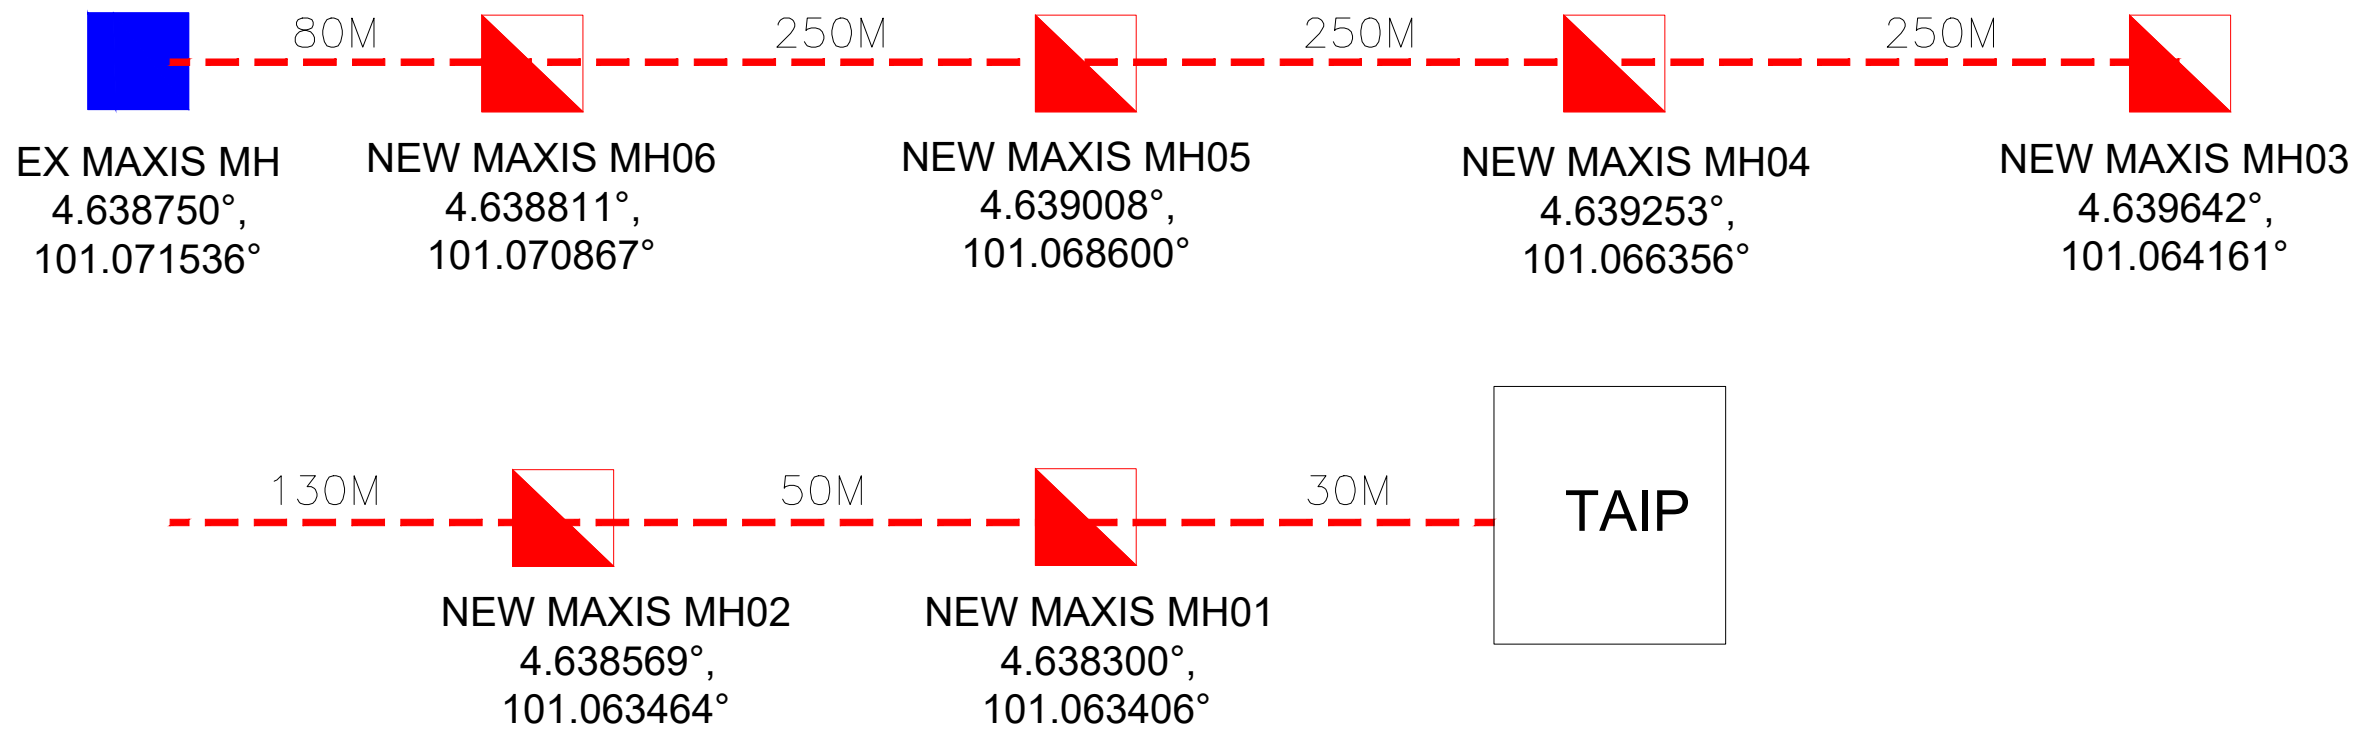 80M
250M
250M
250M
EX MAXIS MH
4.638750°,
101.071536°
NEW MAXIS MH06
4.638811°,
101.070867°
NEW MAXIS MH05
4.639008°,
101.068600°
NEW MAXIS MH04
4.639253°,
101.066356°
NEW MAXIS MH03
4.639642°,
101.064161°
130M
50M
30M
TAIP
NEW MAXIS MH02
4.638569°,
101.063464°
NEW MAXIS MH01
4.638300°,
101.063406°